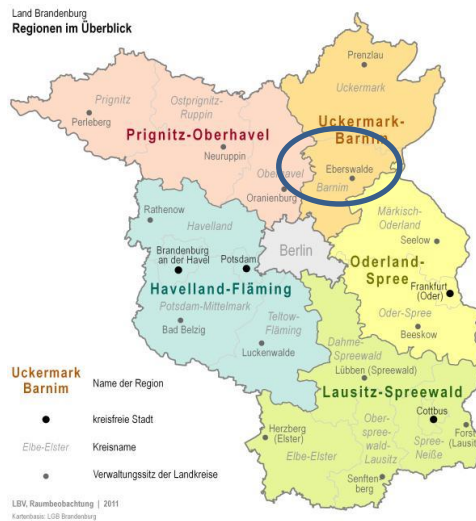 Land Brandenburg
Regionen im Überblick
Prenzlau
Uckermark
Prignitz
Perleberg
Ostprignitz-
Ruppin
Prignitz-Oberhavel
Neuruppin
Uckermark-
Barnim
Eberswalde
Barnim
Oberhavel
Oranienburg
Rathenow
Havelland
Brandenburg
an der Havel
Potsdam
Berlin
Märkisch-
Oderland
Seelow
Oderland-
Spree
Frankfurt
(Oder)
Havelland-Fläming
Potsdam-Mittelmark
Bad Belzig
Teltow-
Fläming
Luckenwalde
Oder-Spree
Beeskow
Dahme-
Spreewald
Lübben (Spreewald)
Lausitz-Spreewald
Cottbus
Herzberg
(Elster)
Elbe-Elster
Ober-
spree-
wald-
Lausitz
Spree-
Neiße
Forst
(Lausitz)
Senften
berg
Uckermark
Barnim
Name der Region
kreisfreie Stadt
Elbe-Elster
Kreisname
Verwaltungssitz der Landkreise
LBV, Raumbeobachtung | 2011
Kartenbasis: LGB Brandenburg